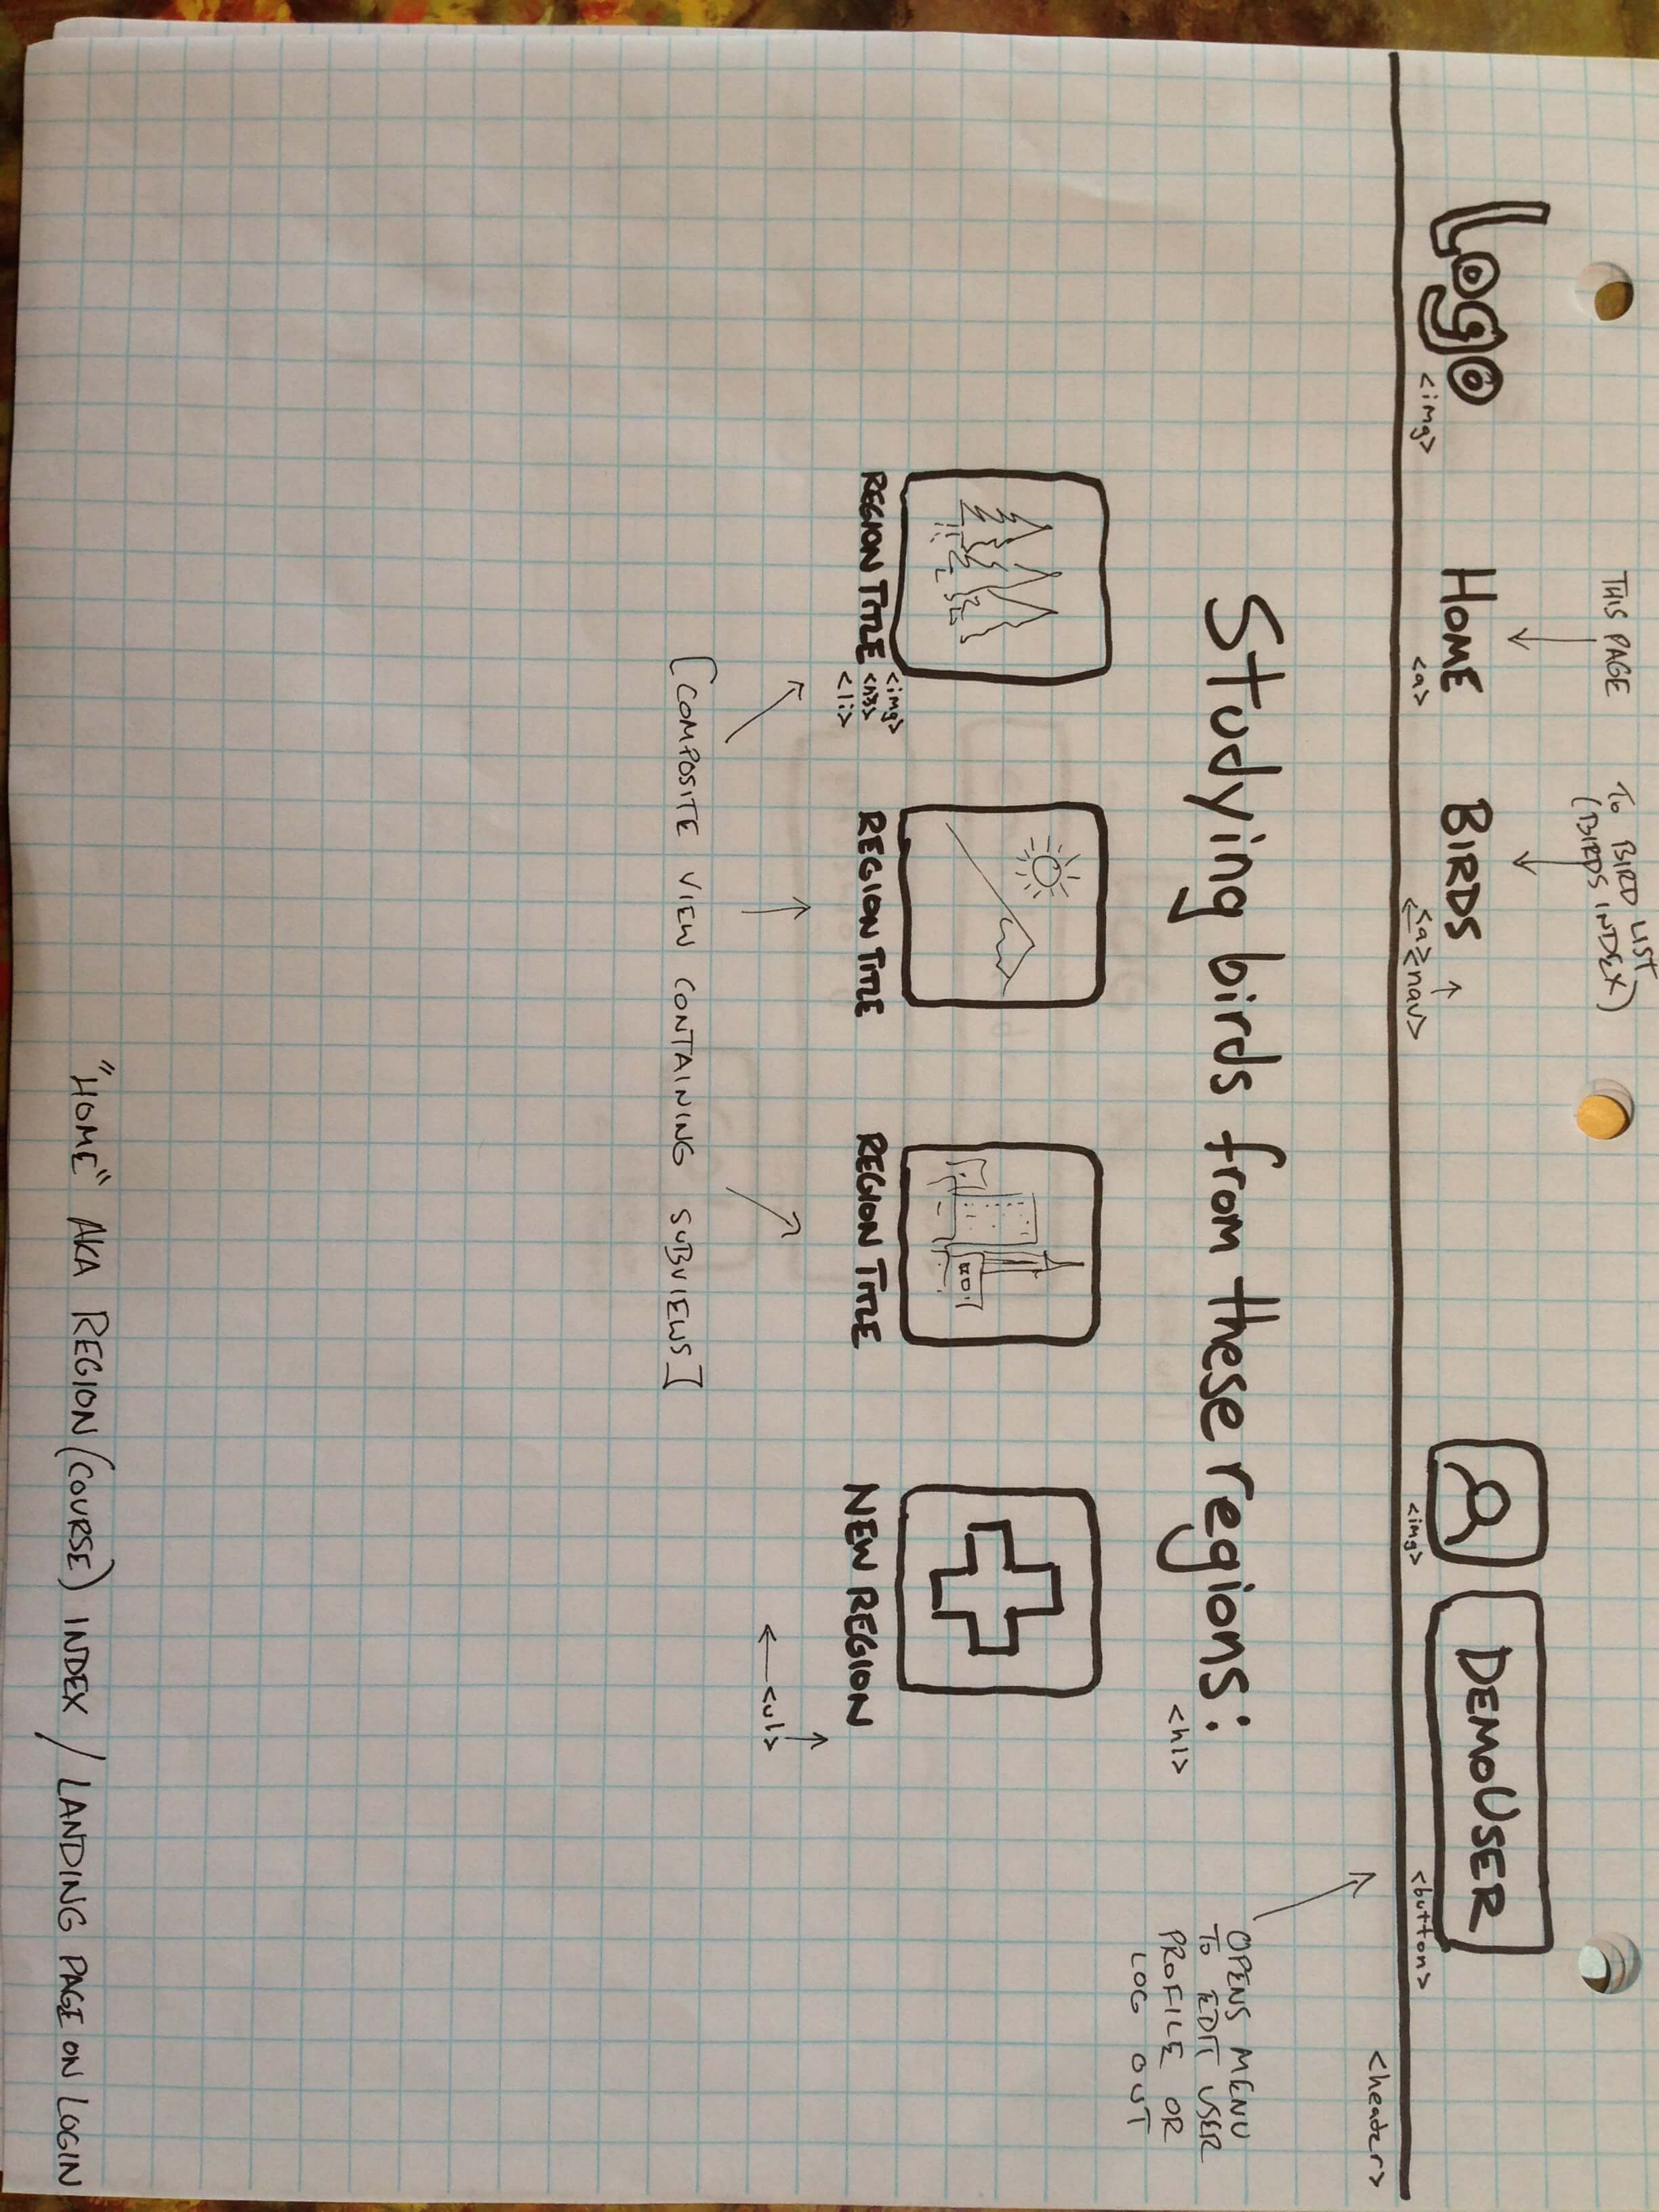 THIS PAGE
TO BIRD LIST
(BIRDS INDEX)
Logo
HOME
BIRDS
DEMOUSER
<img>
<a>
<a>
<nav>
<img>
<button>
<header>
Studying birds from these regions:
<h1>
OPENS MENU
TO EDIT USER
PROFILE OR
LOG OUT
REGION TITLE
<img>
<h3>
<li>
REGION TITLE
REGION TITLE
NEW REGION
<ul>
[COMPOSITE VIEW CONTAINING SUBVIEWS]
"HOME" AKA REGION (COURSE) INDEX / LANDING PAGE ON LOGIN